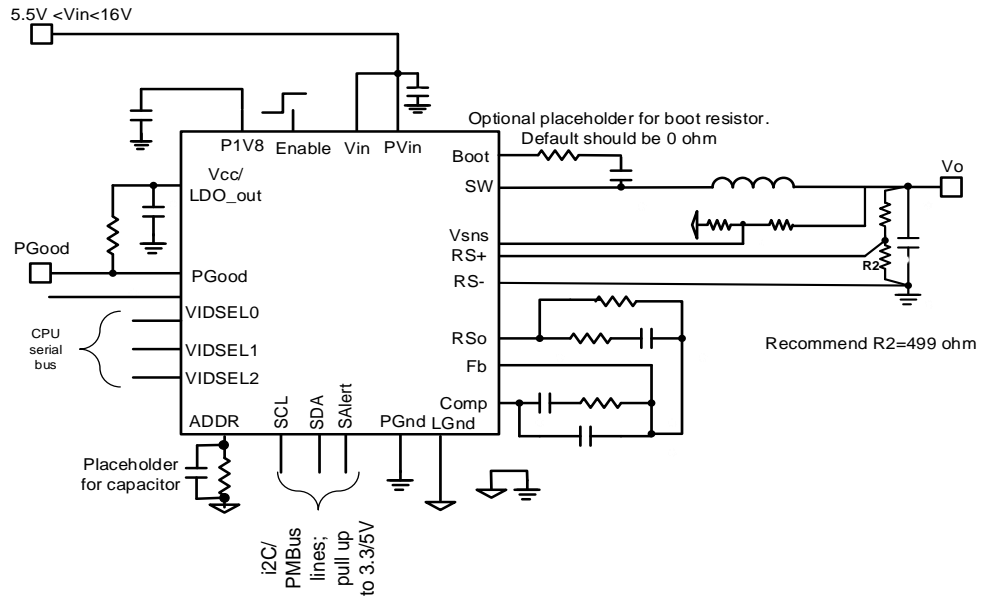 5.5V <Vin<16V
Optional placeholder for boot resistor.
Default should be 0 ohm
P1V8
Enable
Vin
PVin
Boot
Vcc/
LDO_out
SW
Vo
Vsns
RS+
R2
RS-
PGood
PGood
VIDSEL0
CPU
serial
bus
VIDSEL1
VIDSEL2
RSo
Recommend R2=499 ohm
Fb
Comp
ADDR
SCL
SDA
SAlert
PGnd
LGnd
Placeholder
for capacitor
i2C/
PMBus
lines;
pull up
to 3.3/5V